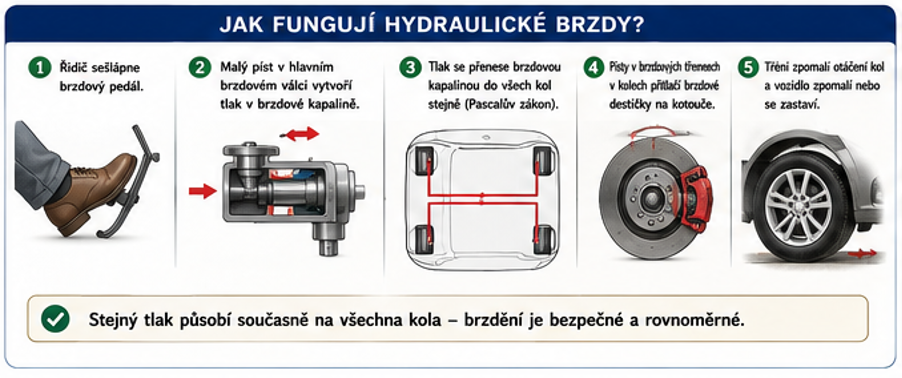 JAK FUNGUJÍ HYDRAULICKÉ BRZDY?
1 Řidič sešlápne
brzdový pedál.
2 Malý píst v hlavním
brzdovém válci vytvoří
tlak v brzdové kapalině.
3 Tlak se přenese brzdovou
kapalinou do všech kol
stejně (Pascalův zákon).
4 Písty v brzdových třmenech
v kolech přitlačí brzdové
destičky na kotouče.
5 Tření zpomalí otáčení kol
a vozidlo zpomalí nebo
se zastaví.
Stejný tlak působí současně na všechna kola – brzdění je bezpečné a rovnoměrné.